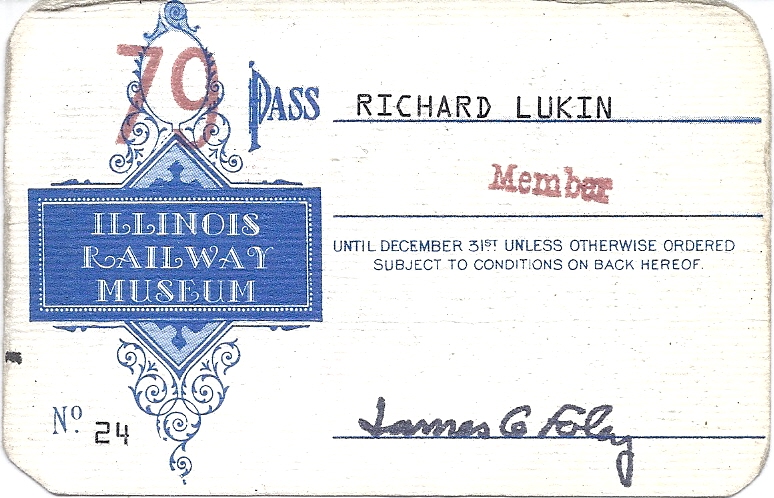 79
PASS RICHARD LUKIN
Member
ILLINOIS
RAILWAY
MUSEUM
UNTIL DECEMBER 31ST UNLESS OTHERWISE ORDERED
SUBJECT TO CONDITIONS ON BACK HEREOF.
Nº 24
James C Foley